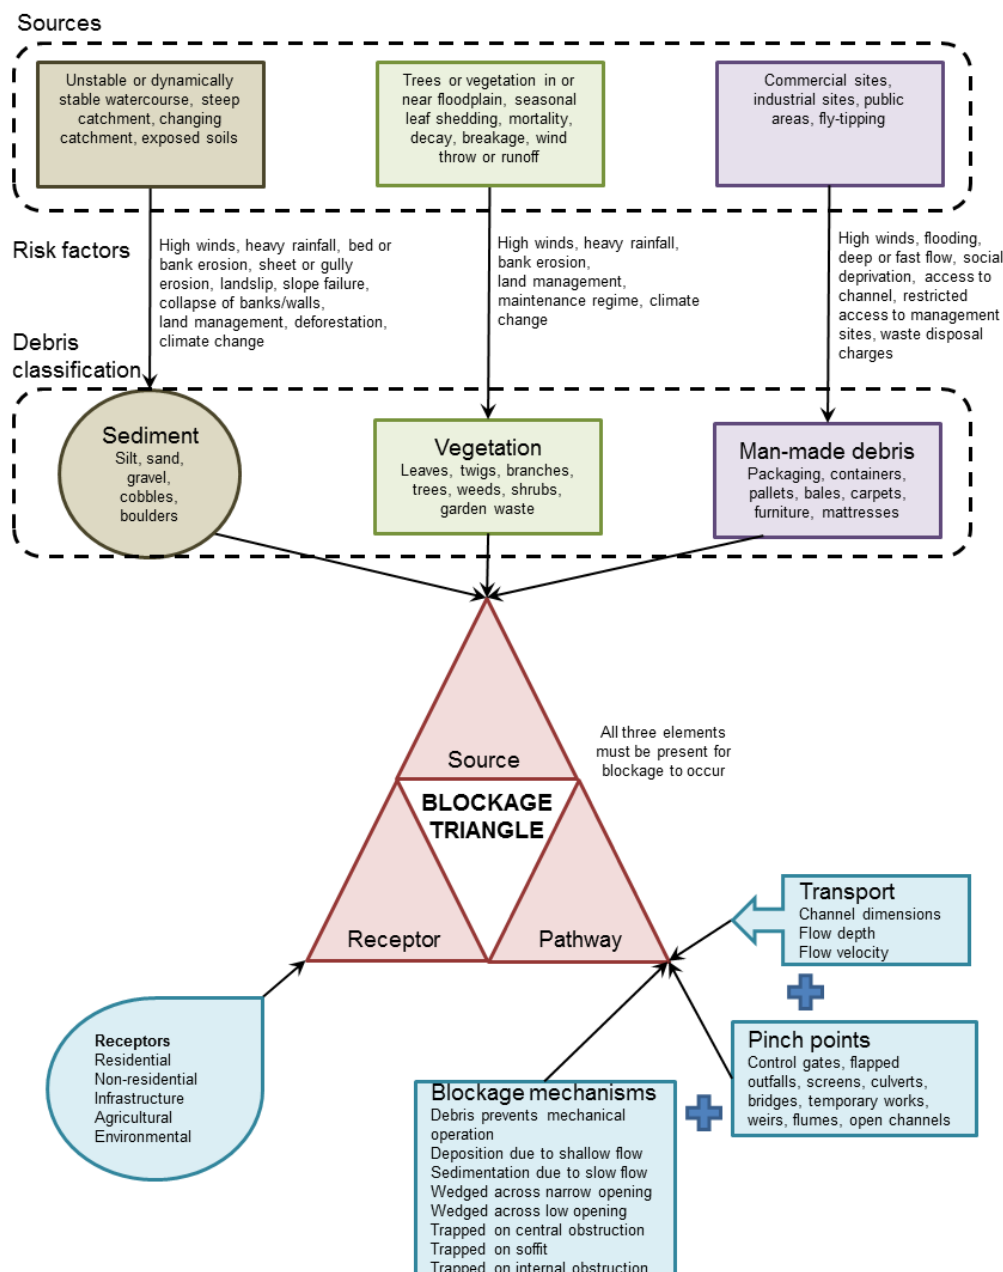 Sources
Unstable or dynamically
stable watercourse, steep
catchment, changing
catchment, exposed soils
Trees or vegetation in or
near floodplain, seasonal
leaf shedding, mortality,
decay, breakage, wind
throw or runoff
Commercial sites,
industrial sites, public
areas, fly-tipping
Risk factors
High winds, heavy rainfall, bed or
bank erosion, sheet or gully
erosion, landslip, slope failure,
collapse of banks/walls,
land management, deforestation,
climate change
High winds, heavy rainfall,
bank erosion,
land management,
maintenance regime, climate
change
High winds, flooding,
deep or fast flow, social
deprivation, access to
channel, restricted
access to management
sites, waste disposal
charges
Debris
classification
Sediment
Silt, sand,
gravel,
cobbles,
boulders
Vegetation
Leaves, twigs, branches,
trees, weeds, shrubs,
garden waste
Man-made debris
Packaging, containers,
pallets, bales, carpets,
furniture, mattresses
All three elements
must be present for
blockage to occur
Source
BLOCKAGE
TRIANGLE
Receptor
Pathway
Transport
Channel dimensions
Flow depth
Flow velocity
Pinch points
Control gates, flapped
outfalls, screens, culverts,
bridges, temporary works,
weirs, flumes, open channels
Receptors
Residential
Non-residential
Infrastructure
Agricultural
Environmental
Blockage mechanisms
Debris prevents mechanical
operation
Deposition due to shallow flow
Sedimentation due to slow flow
Wedged across narrow opening
Wedged across low opening
Trapped on central obstruction
Trapped on soffit
Trapped on internal obstruction